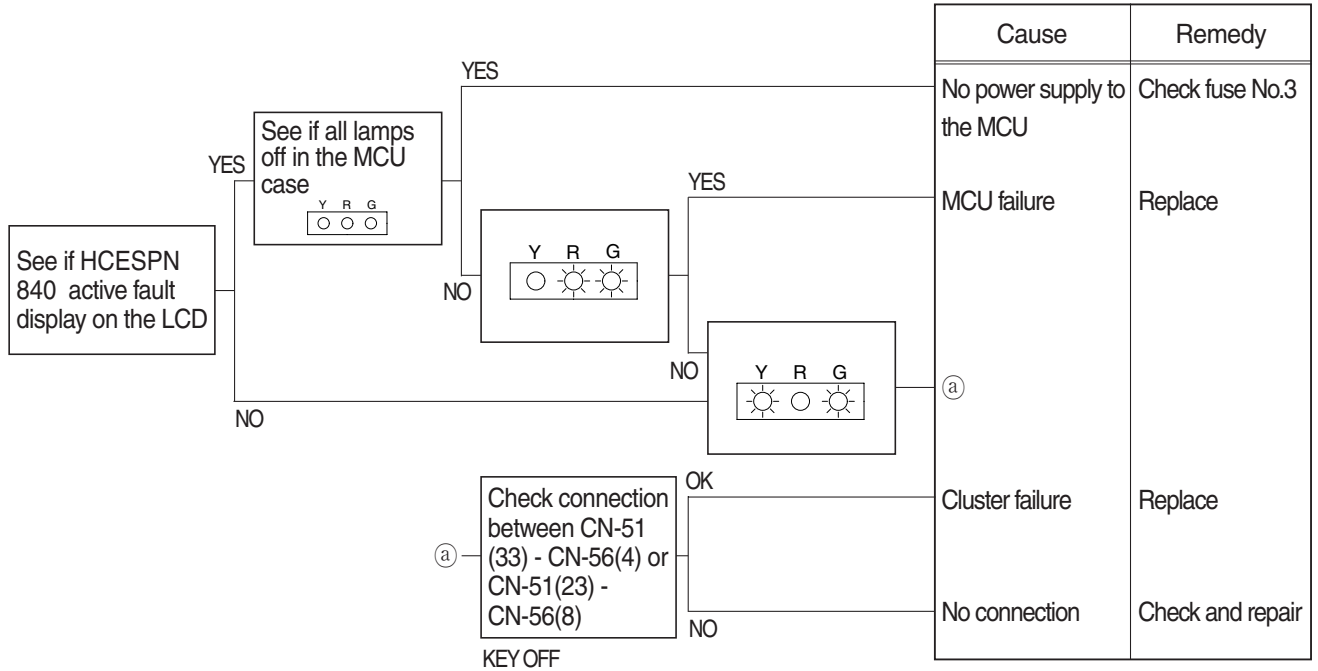 Cause Remedy
YES
No power supply to Check fuse No.3
the MCU
See if all lamps
off in the MCU
case
Y R G
YES
YES
MCU failure Replace
See if HCESPN
840 active fault
display on the LCD
Y R G
NO
NO
Y R G
ⓐ
NO
Check connection
between CN-51
(33) - CN-56(4) or
CN-51(23) -
CN-56(8)
OK
Cluster failure Replace
ⓐ
No connection Check and repair
NO
KEY OFF